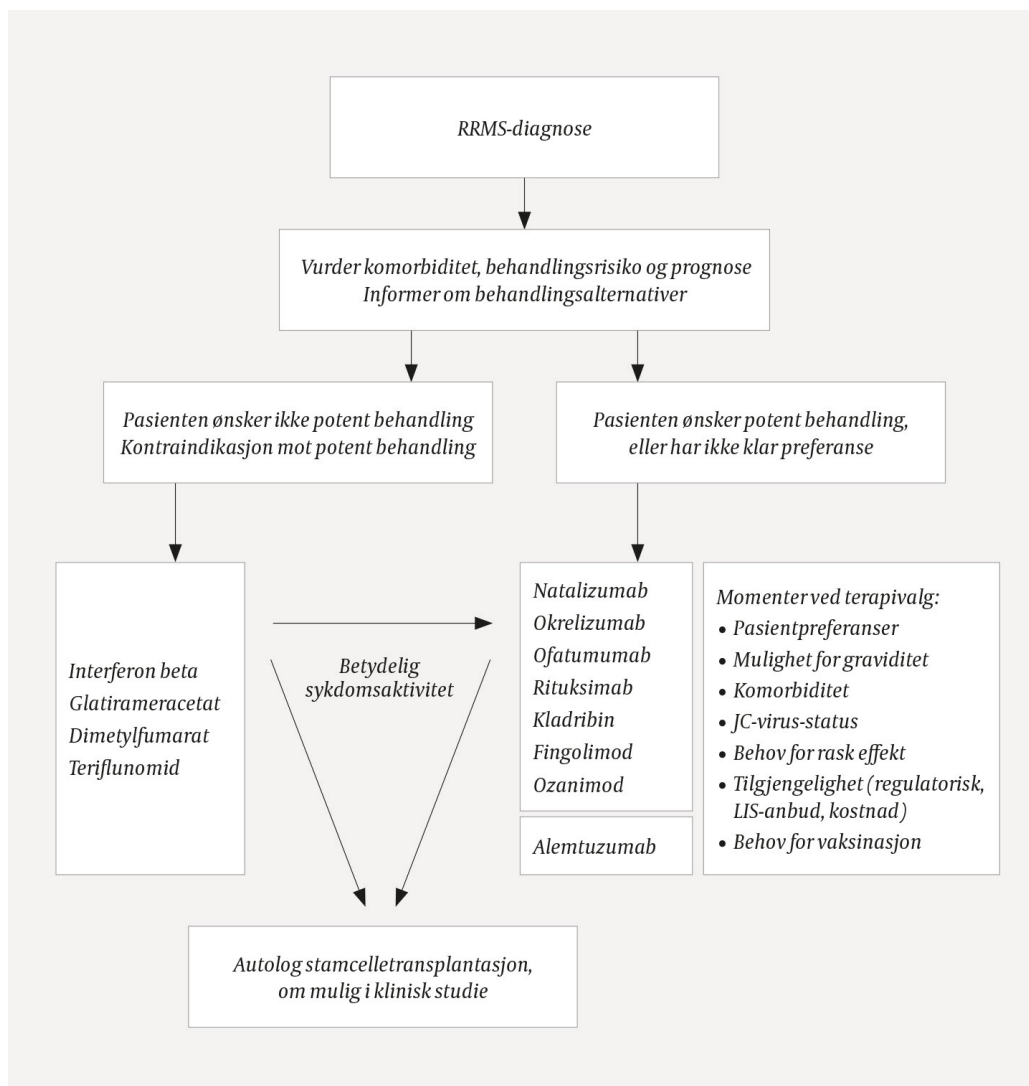 RRMS-diagnose
Vurder komorbiditet, behandlingsrisiko og prognose
Informer om behandlingsalternativer
Pasienten ønsker ikke potent behandling
Kontraindikasjon mot potent behandling
Pasienten ønsker potent behandling,
eller har ikke klar preferanse
Interferon beta
Glatirameracetat
Dimetylfumarat
Teriflunomid
Betydelig
sykdomsaktivitet
Natalizumab
Okrelizumab
Ofatumumab
Rituksimab
Kladribin
Fingolimod
Ozanimod
Alemtuzumab
Momenter ved terapivalg:
• Pasientpreferanser
• Mulighet for graviditet
• Komorbiditet
• JC-virus-status
• Behov for rask effekt
• Tilgjengelighet (regulatorisk,
LIS-anbud, kostnad)
• Behov for vaksinasjon
Autolog stamcelletransplantasjon,
om mulig i klinisk studie